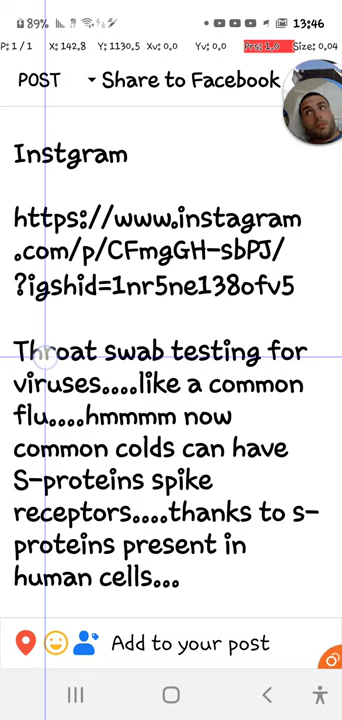 89% 13:46
P: 1 / 1 X: 142.8 Y: 1130.5 Xv: 0.0 Yv: 0.0 Prs: 1.0 Size: 0.04
POST Share to Facebook
Instgram
https://www.instagram
.com/p/CFmgGH-sbPJ/
?igshid=1nr5ne138ofv5
Throat swab testing for
viruses....like a common
flu....hmmmm now
common colds can have
S-proteins spike
receptors....thanks to s-
proteins present in
human cells...
Add to your post